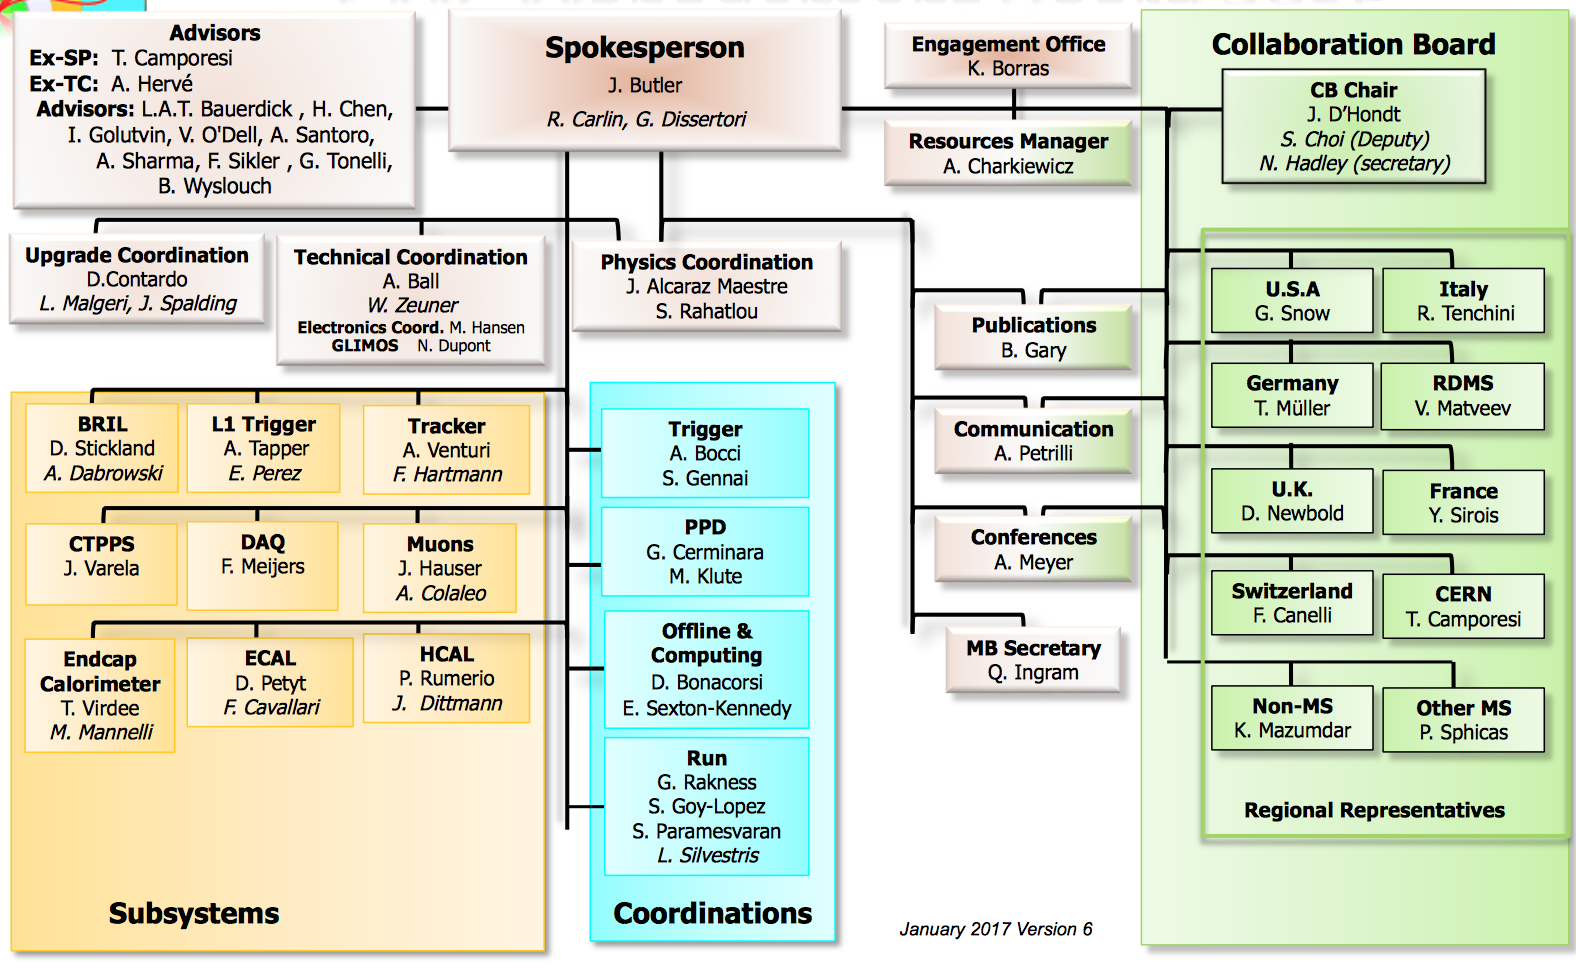 Advisors
Ex-SP: T. Camporesi
Ex-TC: A. Hervé
Advisors: L.A.T. Bauerdick , H. Chen,
I. Golutvin, V. O'Dell, A. Santoro,
A. Sharma, F. Sikler , G. Tonelli,
B. Wyslouch
Spokesperson
J. Butler
R. Carlin, G. Dissertori
Engagement Office
K. Borras
Resources Manager
A. Charkiewicz
Collaboration Board
CB Chair
J. D’Hondt
S. Choi (Deputy)
N. Hadley (secretary)
Upgrade Coordination
D.Contardo
L. Malgeri, J. Spalding
Technical Coordination
A. Ball
W. Zeuner
Electronics Coord. M. Hansen
GLIMOS N. Dupont
Physics Coordination
J. Alcaraz Maestre
S. Rahatlou
Publications
B. Gary
Communication
A. Petrilli
Conferences
A. Meyer
MB Secretary
Q. Ingram
U.S.A
G. Snow
Italy
R. Tenchini
Germany
T. Müller
RDMS
V. Matveev
U.K.
D. Newbold
France
Y. Sirois
Switzerland
F. Canelli
CERN
T. Camporesi
Non-MS
K. Mazumdar
Other MS
P. Sphicas
Regional Representatives
BRIL
D. Stickland
A. Dabrowski
L1 Trigger
A. Tapper
E. Perez
Tracker
A. Venturi
F. Hartmann
CTPPS
J. Varela
DAQ
F. Meijers
Muons
J. Hauser
A. Colaleo
Endcap
Calorimeter
T. Virdee
M. Mannelli
ECAL
D. Petyt
F. Cavallari
HCAL
P. Rumerio
J. Dittmann
Subsystems
Trigger
A. Bocci
S. Gennai
PPD
G. Cerminara
M. Klute
Offline &
Computing
D. Bonacorsi
E. Sexton-Kennedy
Run
G. Rakness
S. Goy-Lopez
S. Paramesvaran
L. Silvestris
Coordinations
January 2017 Version 6